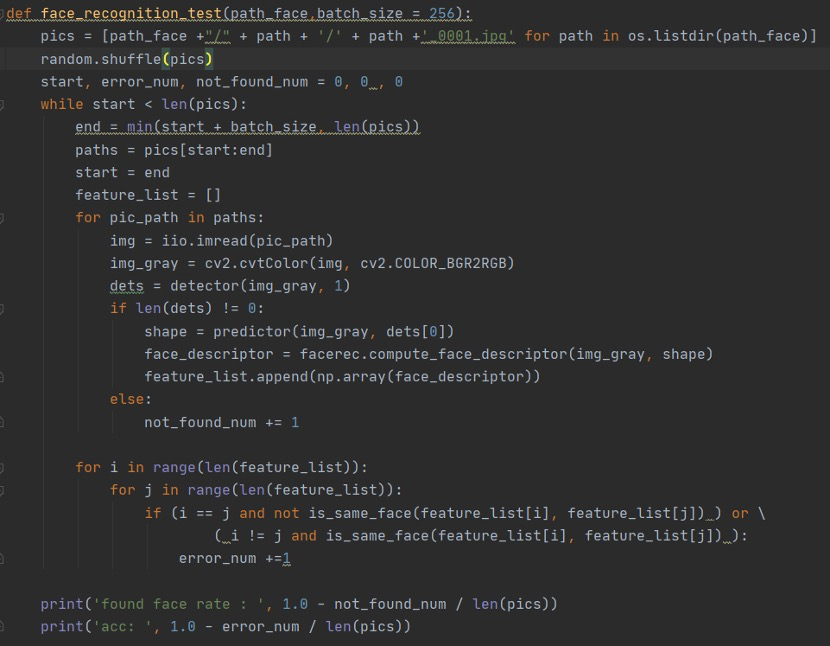 def face_recognition_test(path_face,batch_size = 256):
    pics = [path_face +"/" + path + '/' + path +'_0001.jpg' for path in os.listdir(path_face)]
    random.shuffle(pics)
    start, error_num, not_found_num = 0, 0 , 0
    while start < len(pics):
        end = min(start + batch_size, len(pics))
        paths = pics[start:end]
        start = end
        feature_list = []
        for pic_path in paths:
            img = iio.imread(pic_path)
            img_gray = cv2.cvtColor(img, cv2.COLOR_BGR2RGB)
            dets = detector(img_gray, 1)
            if len(dets) != 0:
                shape = predictor(img_gray, dets[0])
                face_descriptor = facerec.compute_face_descriptor(img_gray, shape)
                feature_list.append(np.array(face_descriptor))
            else:
                not_found_num += 1
        for i in range(len(feature_list)):
            for j in range(len(feature_list)):
                if (i == j and not is_same_face(feature_list[i], feature_list[j]) ) or \
                        ( i != j and is_same_face(feature_list[i], feature_list[j]) ):
                    error_num +=1
    print('found face rate : ', 1.0 - not_found_num / len(pics))
    print('acc: ', 1.0 - error_num / len(pics))